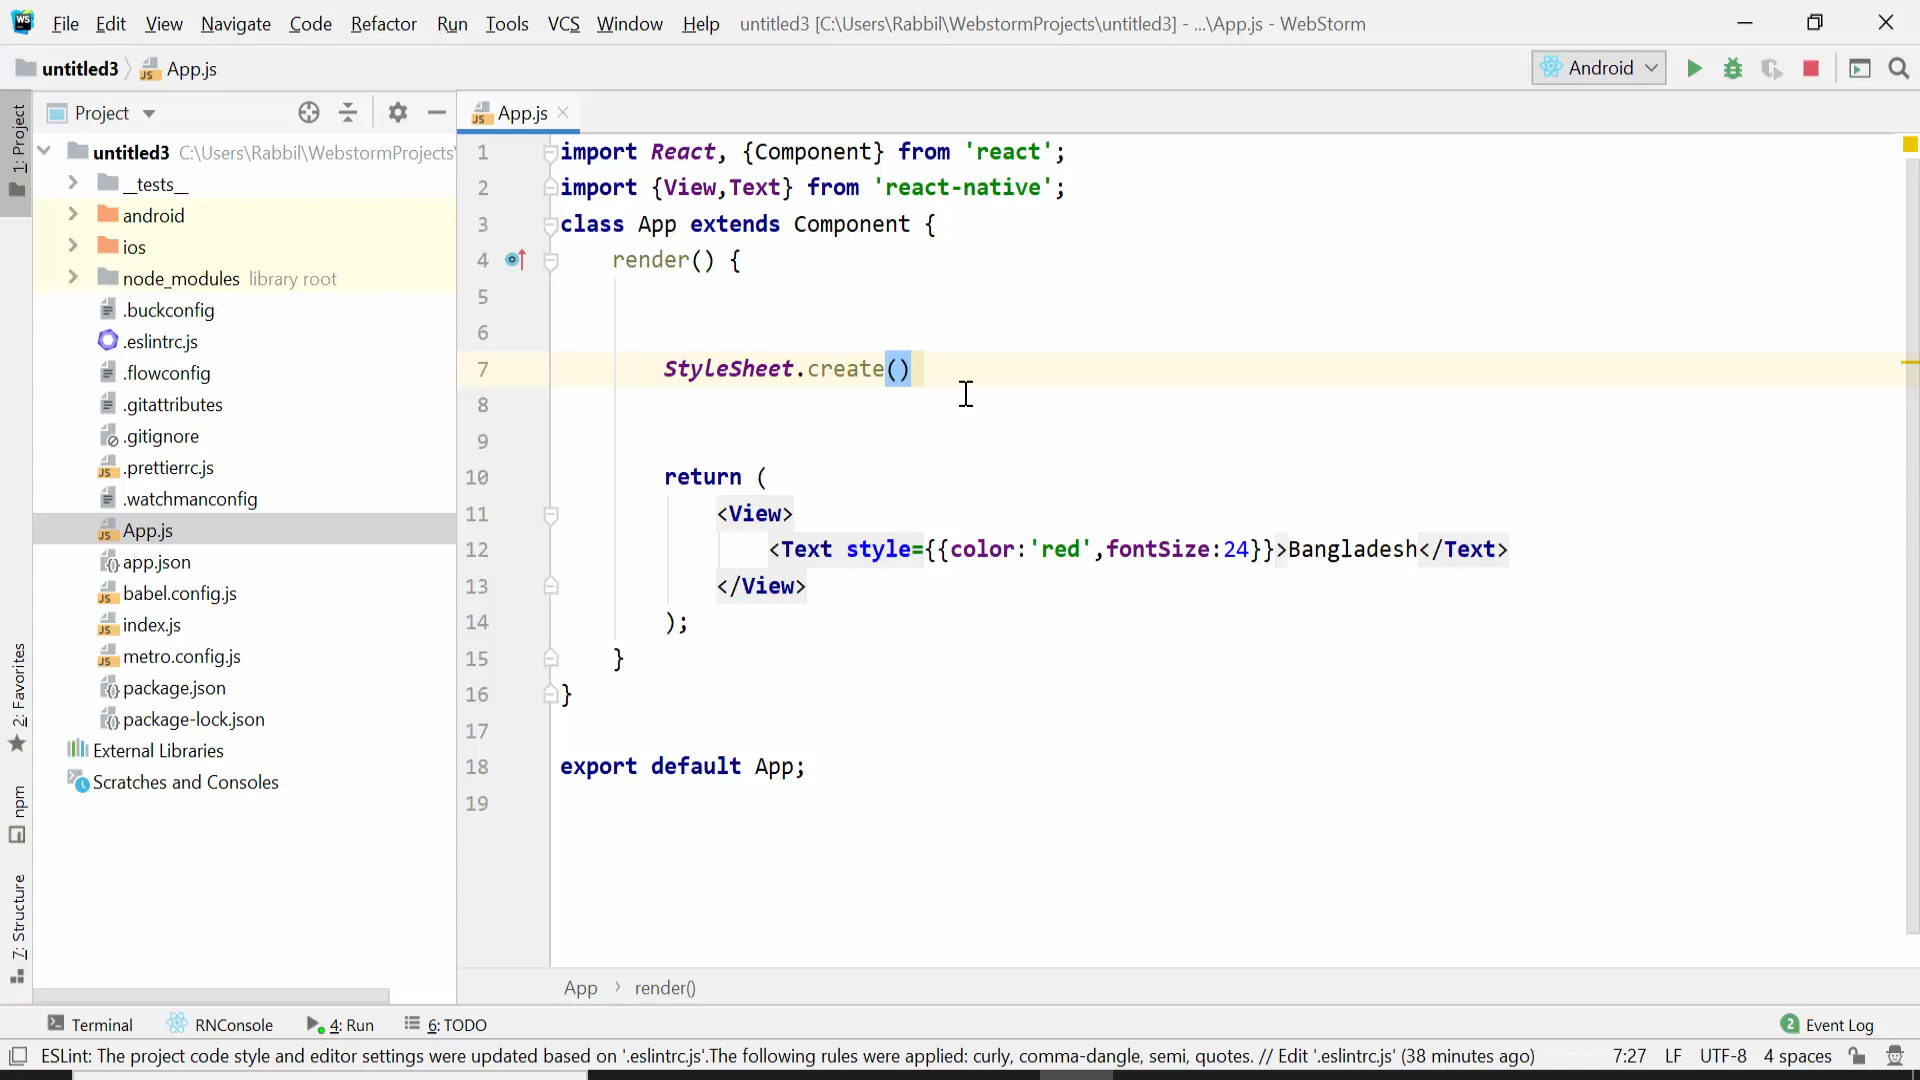 WS File Edit View Navigate Code Refactor Run Tools VCS Window Help untitled3 [C:\Users\Rabbil\WebstormProjects\untitled3] - ...\App.js - WebStorm
untitled3 App.js Android
1: Project
Project
untitled3 C:\Users\Rabbil\WebstormProjects
__tests__
android
ios
node_modules library root
.buckconfig
.eslintrc.js
.flowconfig
.gitattributes
.gitignore
.prettierrc.js
.watchmanconfig
App.js
app.json
babel.config.js
index.js
metro.config.js
package.json
package-lock.json
External Libraries
Scratches and Consoles
2: Favorites
npm
7: Structure
App.js
1 import React, {Component} from 'react';
2 import {View,Text} from 'react-native';
3 class App extends Component {
4 render() {
5
6
7 StyleSheet.create()
8
9
10 return (
11 <View>
12 <Text style={{color:'red',fontSize:24}}>Bangladesh</Text>
13 </View>
14 );
15 }
16 }
17
18 export default App;
19
App › render()
Terminal RNConsole 4: Run 6: TODO 2 Event Log
ESLint: The project code style and editor settings were updated based on '.eslintrc.js'.The following rules were applied: curly, comma-dangle, semi, quotes. // Edit '.eslintrc.js' (38 minutes ago) 7:27 LF UTF-8 4 spaces